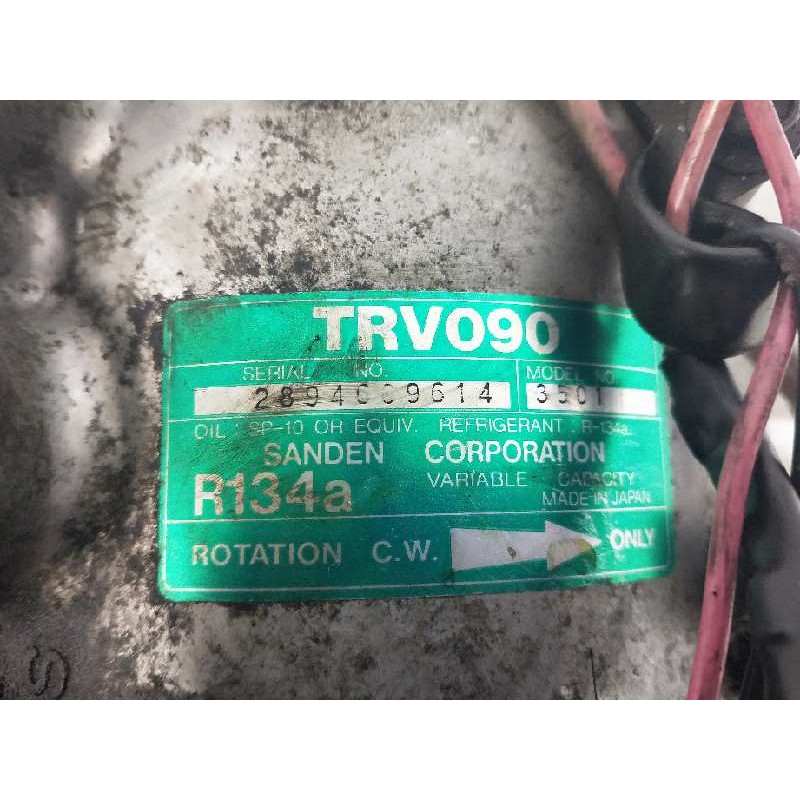 TRV090
SERIAL NO. MODEL NO.
3501
OIL : SP-10 OR EQUIV. REFRIGERANT : R-134a
SANDEN CORPORATION
R134a VARIABLE CAPACITY
MADE IN JAPAN
ROTATION C.W. ONLY
S